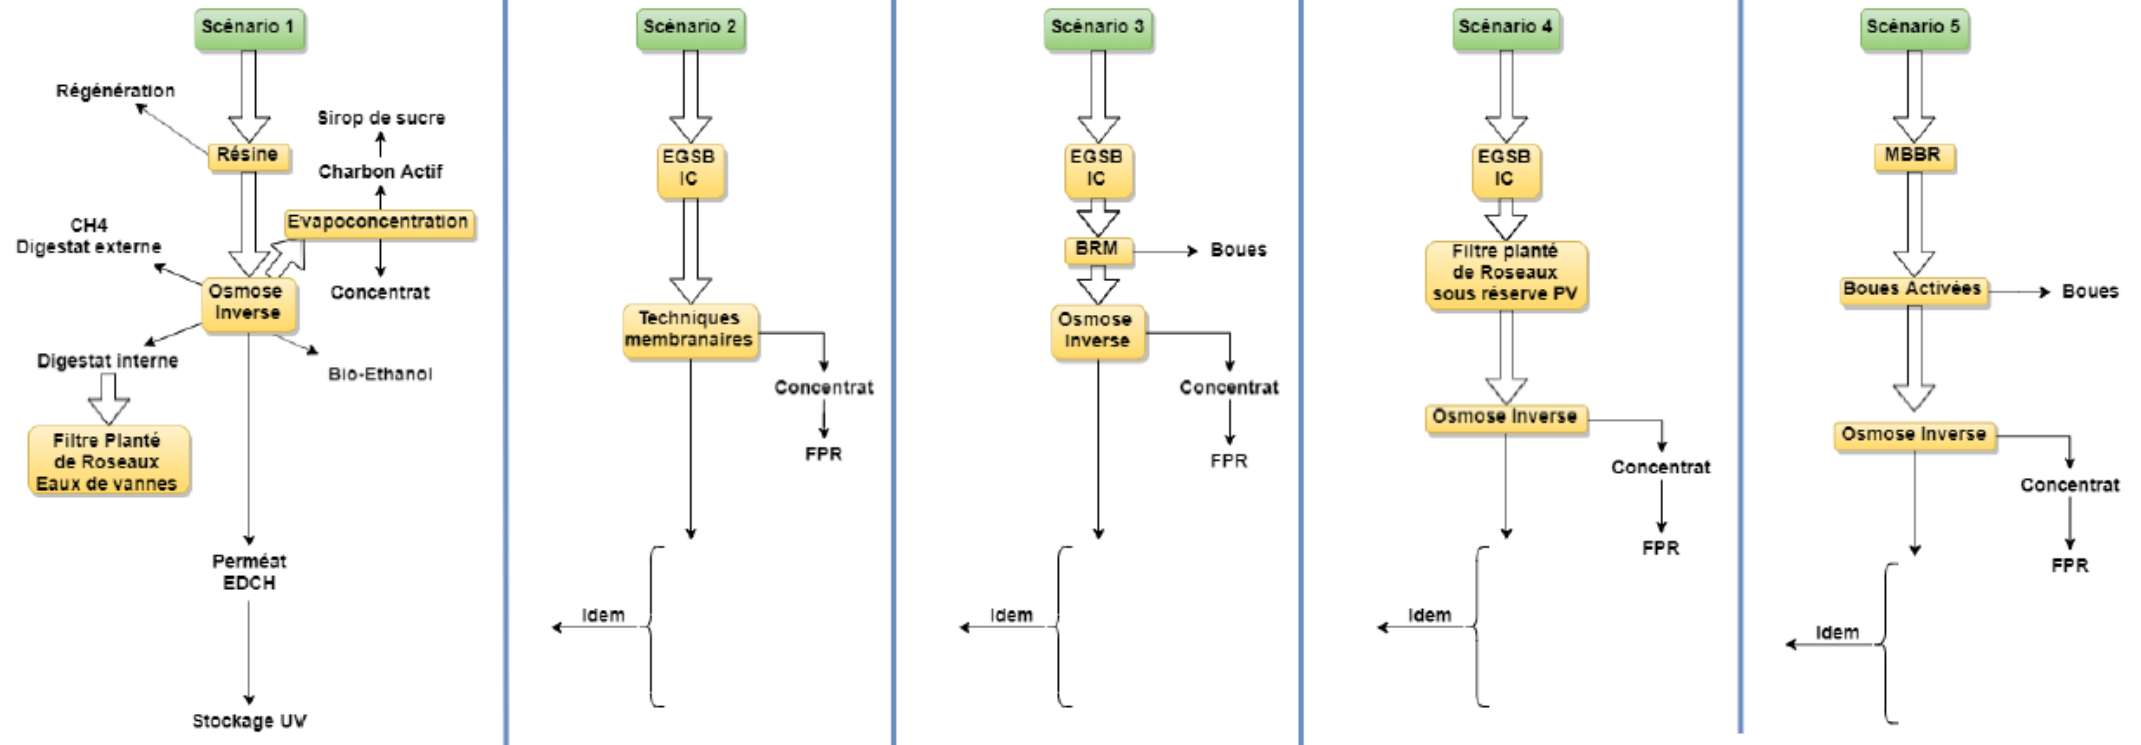 Scénario 1
Régénération
Sirop de sucre
Résine
Charbon Actif
Evapoconcentration
CH4
Digestat externe
Osmose
Inverse
Concentrat
Digestat interne
Bio-Ethanol
Filtre Planté
de Roseaux
Eaux de vannes
Perméat
EDCH
Stockage UV
Scénario 2
EGSB
IC
Techniques
membranaires
Concentrat
FPR
Idem
Scénario 3
EGSB
IC
BRM
Boues
Osmose
Inverse
Concentrat
FPR
Idem
Scénario 4
EGSB
IC
Filtre planté
de Roseaux
sous réserve PV
Osmose Inverse
Concentrat
FPR
Idem
Scénario 5
MBBR
Boues Activées
Boues
Osmose Inverse
Concentrat
FPR
Idem